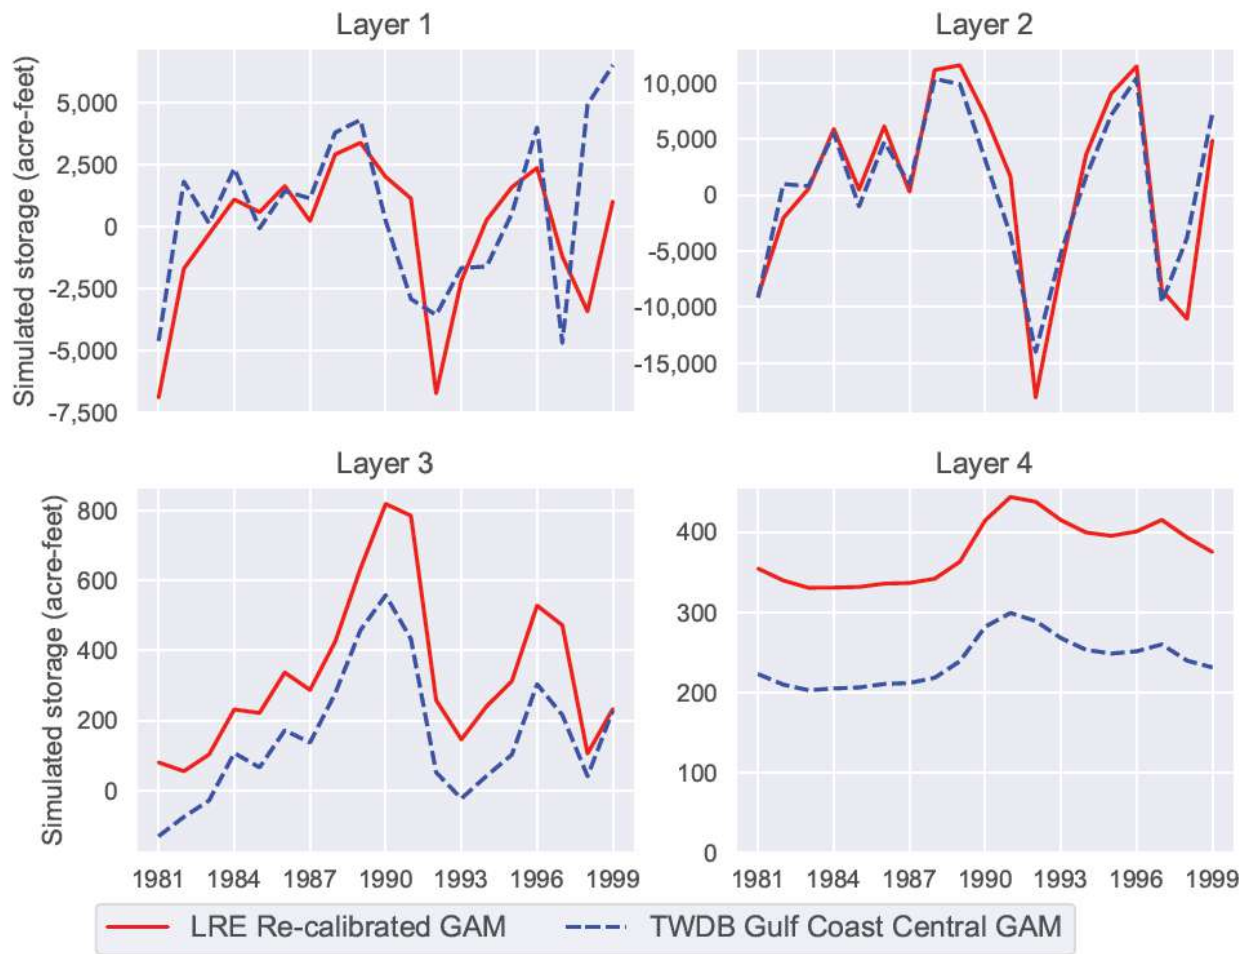 Layer 1
Layer 2
Simulated storage (acre-feet)
5,000
2,500
0
-2,500
-5,000
-7,500
10,000
5,000
0
-5,000
-10,000
-15,000
Layer 3
Layer 4
Simulated storage (acre-feet)
800
600
400
200
0
400
300
200
100
0
1981 1984 1987 1990 1993 1996 1999
1981 1984 1987 1990 1993 1996 1999
LRE Re-calibrated GAM
TWDB Gulf Coast Central GAM